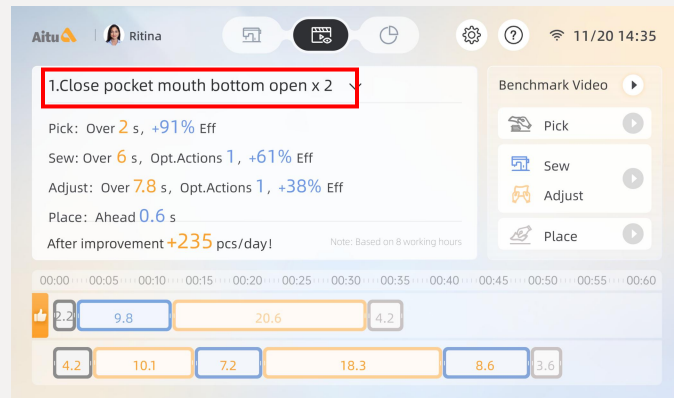 Aitu Ritina 11/20 14:35
1.Close pocket mouth bottom open x 2
Pick: Over 2 s, +91% Eff
Sew: Over 6 s, Opt.Actions 1, +61% Eff
Adjust: Over 7.8 s, Opt.Actions 1, +38% Eff
Place: Ahead 0.6 s
After improvement +235 pcs/day! Note: Based on 8 working hours
Benchmark Video
Pick
Sew
Adjust
Place
00:00 00:05 00:10 00:15 00:20 00:25 00:30 00:35 00:40 00:45 00:50 00:55 00:60
2.2 9.8 20.6 4.2
4.2 10.1 7.2 18.3 8.6 3.6